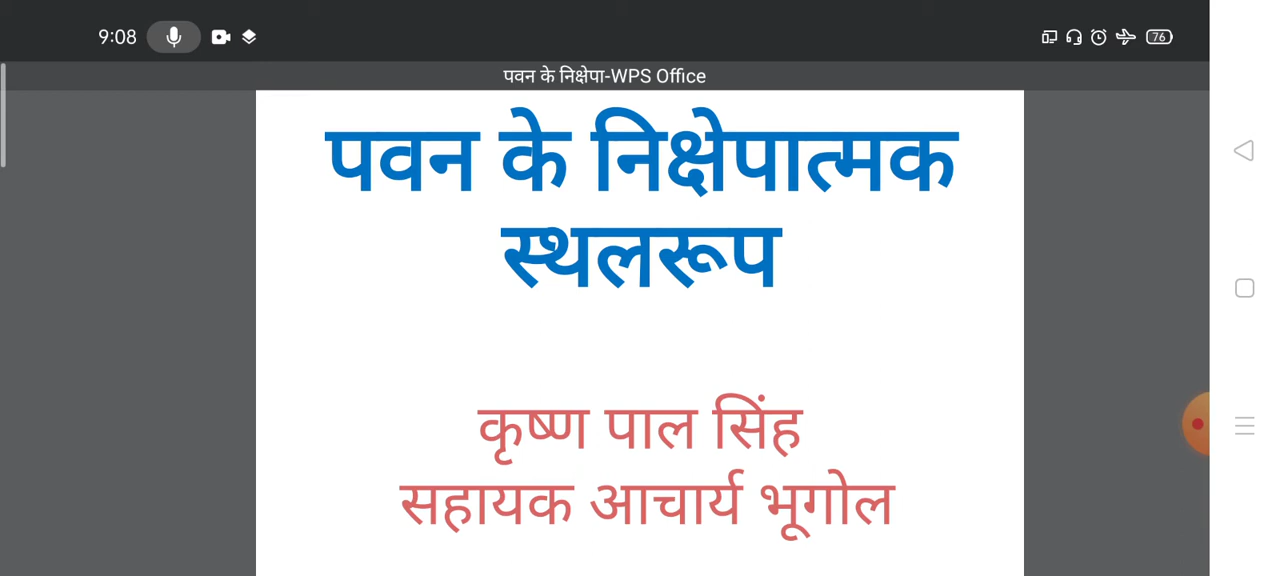 9:08
76
पवन के निक्षेपा-WPS Office
पवन के निक्षेपात्मक
स्थलरूप
कृष्ण पाल सिंह
सहायक आचार्य भूगोल